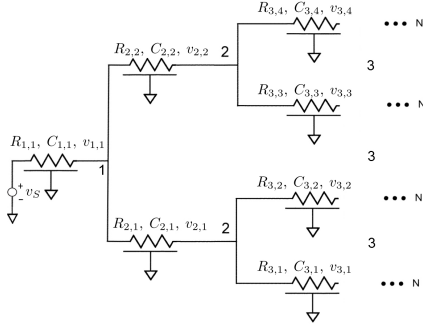 R_{3,4}, C_{3,4}, v_{3,4}
N
R_{2,2}, C_{2,2}, v_{2,2}
2
3
R_{3,3}, C_{3,3}, v_{3,3}
N
R_{1,1}, C_{1,1}, v_{1,1}
1
3
+
v_S
-
R_{3,2}, C_{3,2}, v_{3,2}
N
R_{2,1}, C_{2,1}, v_{2,1}
2
3
R_{3,1}, C_{3,1}, v_{3,1}
N